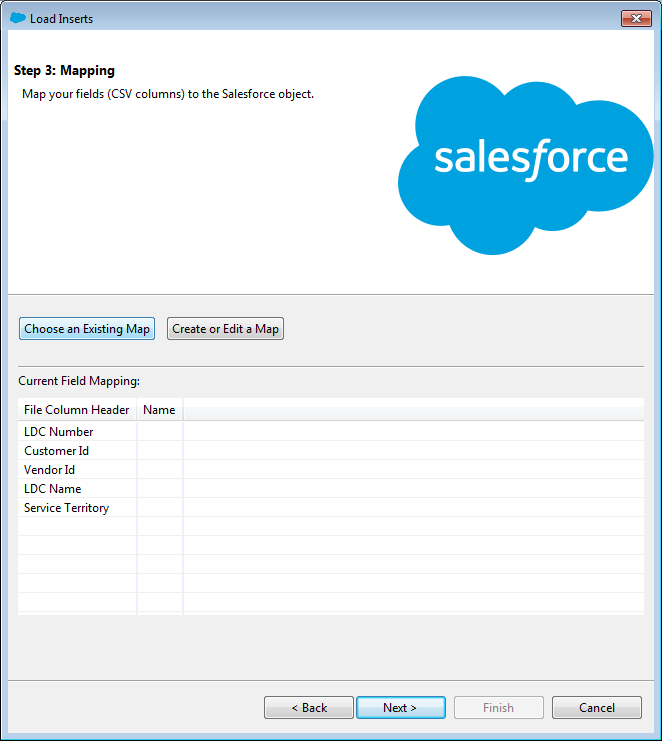 Load Inserts
Step 3: Mapping
Map your fields (CSV columns) to the Salesforce object.
salesforce
Choose an Existing Map
Create or Edit a Map
Current Field Mapping:
File Column Header Name
LDC Number
Customer Id
Vendor Id
LDC Name
Service Territory
< Back
Next >
Finish
Cancel